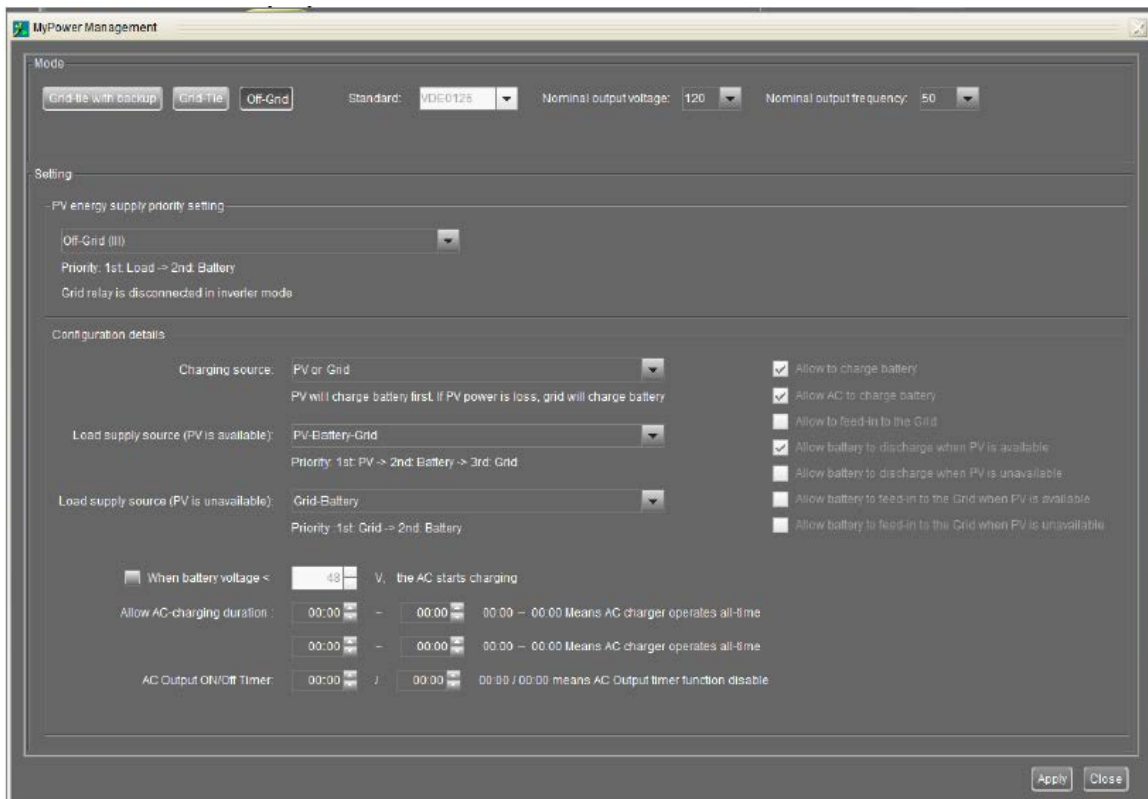 MyPower Management
Mode
Grid-tie with backup Grid-Tie Off-Grid Standard: VDE0126 Nominal output voltage: 120 Nominal output frequency: 50
Setting
PV energy supply priority setting
Off-Grid (III)
Priority: 1st: Load -> 2nd: Battery
Grid relay is disconnected in inverter mode
Configuration details
Charging source: PV or Grid Allow to charge battery
PV will charge battery first. If PV power is loss, grid will charge battery Allow AC to charge battery
Allow to feed-in to the Grid
Load supply source (PV is available): PV-Battery-Grid
Allow battery to discharge when PV is available
Priority: 1st: PV -> 2nd: Battery -> 3rd: Grid
Allow battery to discharge when PV is unavailable
Load supply source (PV is unavailable): Grid-Battery Allow battery to feed-in to the Grid when PV is available
Priority :1st: Grid -> 2nd: Battery Allow battery to feed-in to the Grid when PV is unavailable
When battery voltage < 48 V, the AC starts charging
Allow AC-charging duration : 00:00 – 00:00 00:00 – 00:00 Means AC charger operates all-time
00:00 – 00:00 00:00 – 00:00 Means AC charger operates all-time
AC Output ON/Off Timer: 00:00 / 00:00 00:00 / 00:00 means AC Output timer function disable
Apply Close